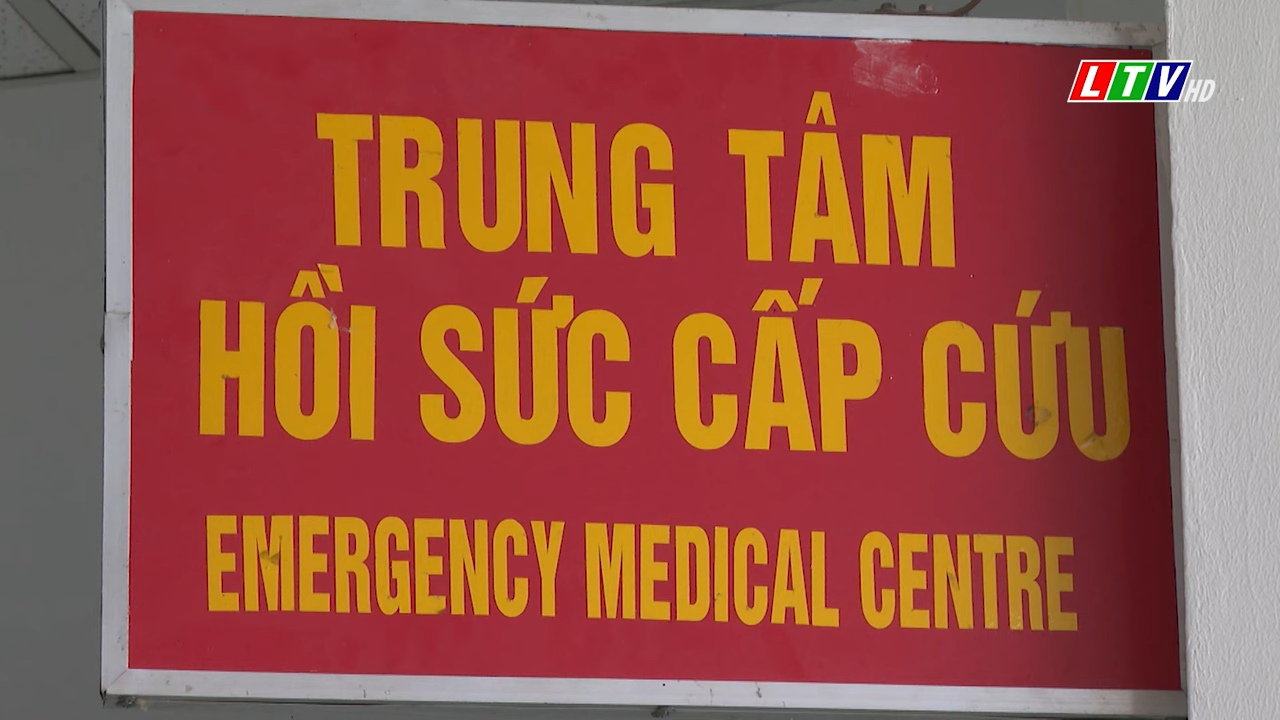 LTV HD
TRUNG TÂM
HỒI SỨC CẤP CỨU
EMERGENCY MEDICAL CENTRE